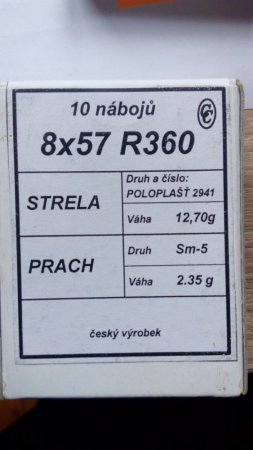 10 nábojů
8x57 R360
STRELA
Druh a číslo:
POLOPLAŠŤ 2941
Váha 12,70g
PRACH
Druh Sm-5
Váha 2.35 g
český výrobek